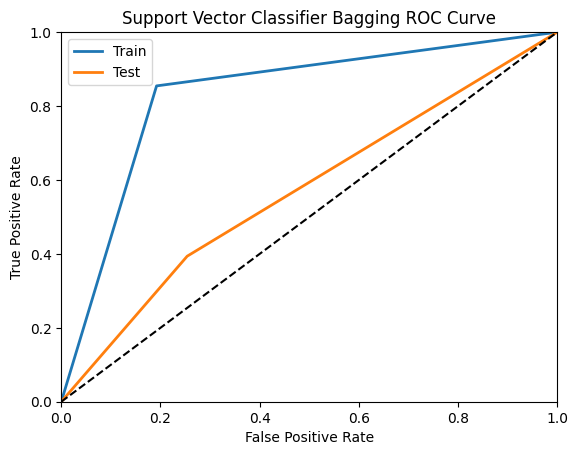 Support Vector Classifier Bagging ROC Curve
Train
Test
True Positive Rate
1.0
0.8
0.6
0.4
0.2
0.0
0.0 0.2 0.4 0.6 0.8 1.0
False Positive Rate